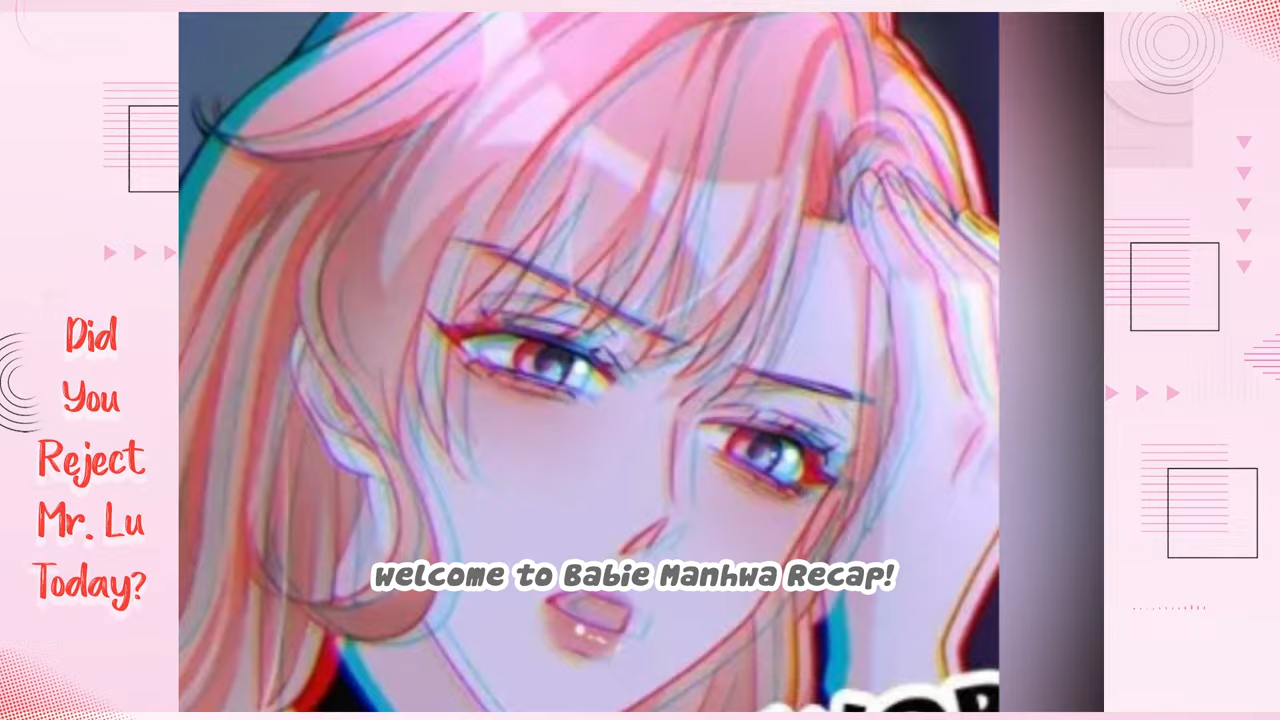 Did
You
Reject
Mr. Lu
Today?
welcome to Babie Manhwa Recap!